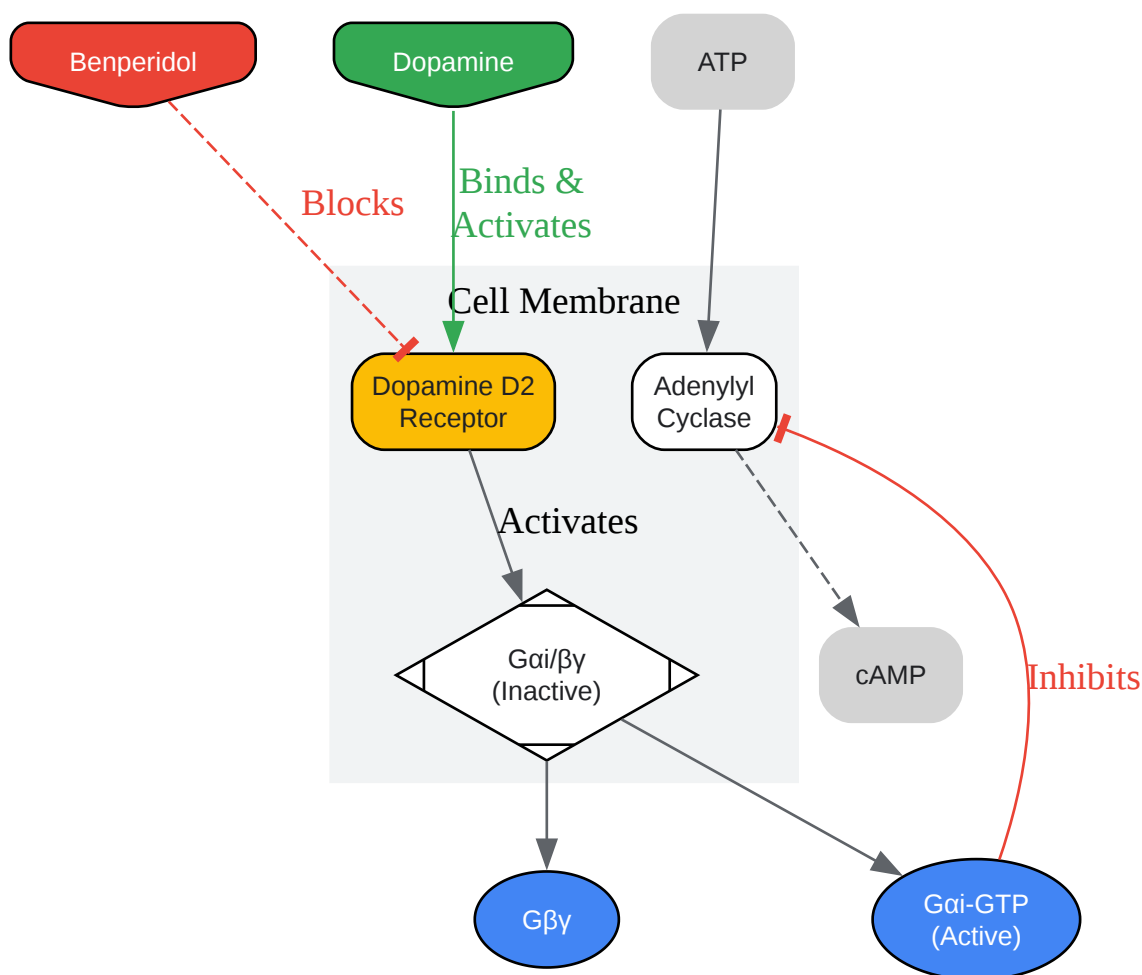 Benperidol
Dopamine
ATP
Blocks
Binds &
Activates
Cell Membrane
Dopamine D2
Receptor
Adenylyl
Cyclase
Activates
Gαi/βγ
(Inactive)
cAMP
Inhibits
Gβγ
Gαi-GTP
(Active)